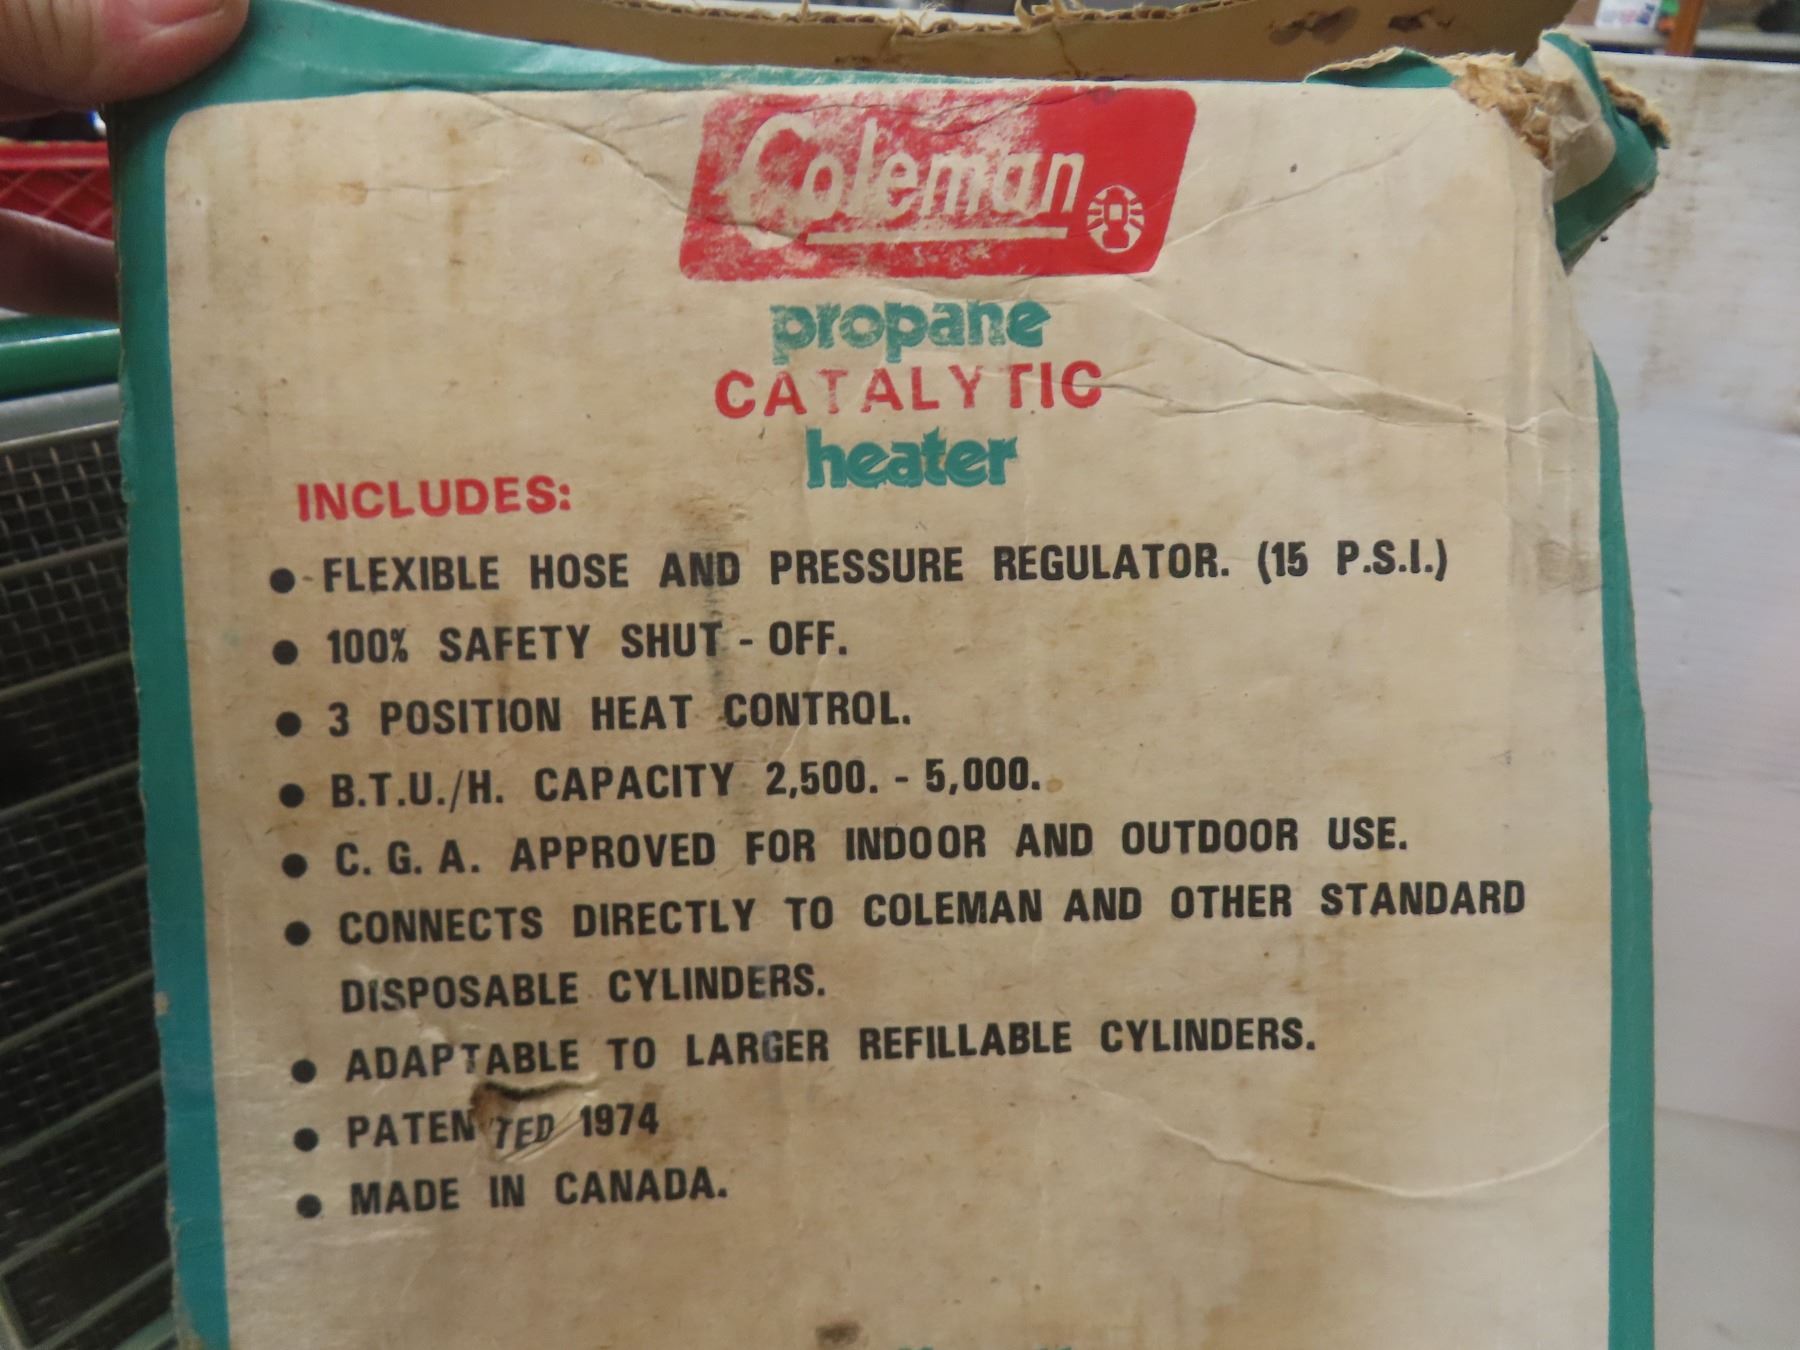 Coleman
propane
CATALYTIC
heater
INCLUDES:
● FLEXIBLE HOSE AND PRESSURE REGULATOR. (15 P.S.I.)
● 100% SAFETY SHUT - OFF.
● 3 POSITION HEAT CONTROL.
● B.T.U./H. CAPACITY 2,500. - 5,000.
● C. G. A. APPROVED FOR INDOOR AND OUTDOOR USE.
● CONNECTS DIRECTLY TO COLEMAN AND OTHER STANDARD
DISPOSABLE CYLINDERS.
● ADAPTABLE TO LARGER REFILLABLE CYLINDERS.
● PATENTED 1974
● MADE IN CANADA.